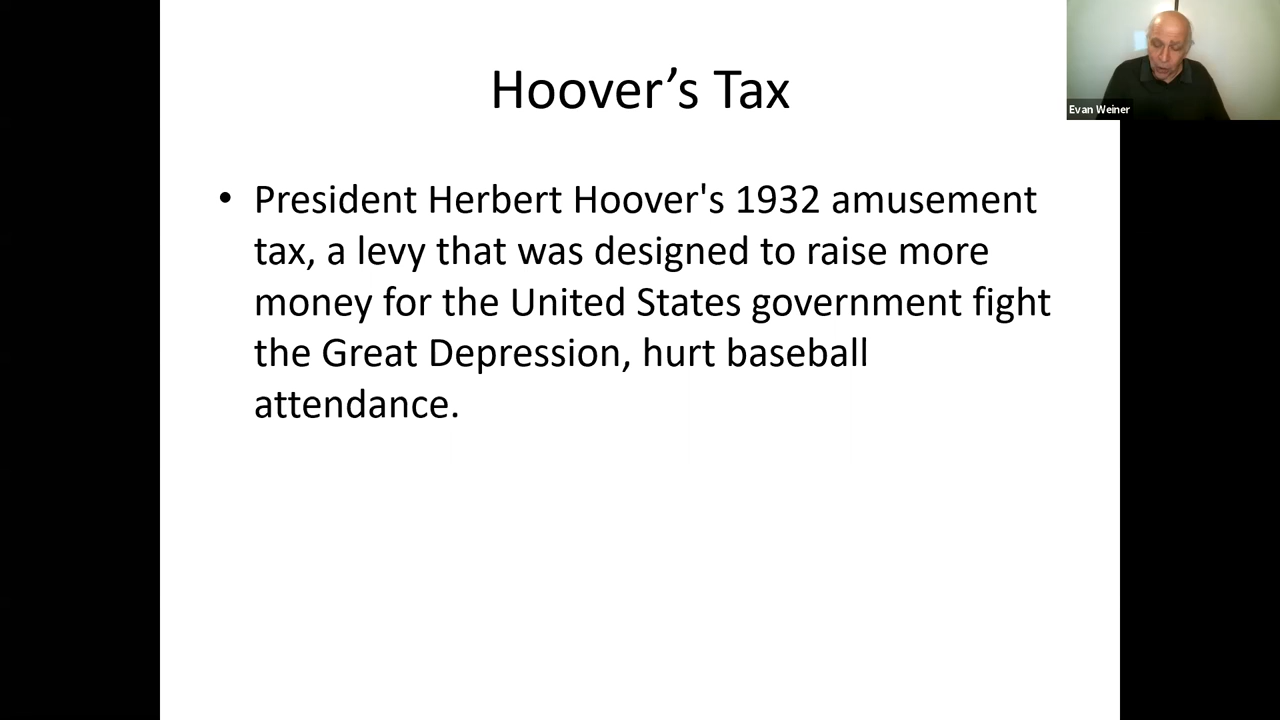 Hoover’s Tax
Evan Weiner
• President Herbert Hoover's 1932 amusement
tax, a levy that was designed to raise more
money for the United States government fight
the Great Depression, hurt baseball
attendance.